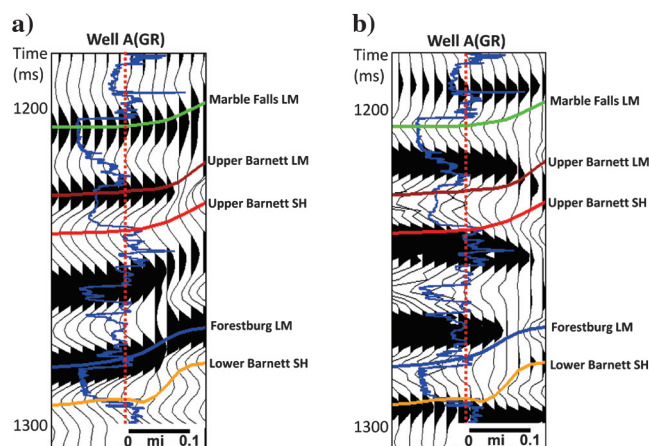 a)
Well A(GR)
Time
(ms)
1200
1300
Marble Falls LM
Upper Barnett LM
Upper Barnett SH
Forestburg LM
Lower Barnett SH
0 mi 0.1
b)
Well A(GR)
Time
(ms)
1200
1300
Marble Falls LM
Upper Barnett LM
Upper Barnett SH
Forestburg LM
Lower Barnett SH
0 mi 0.1